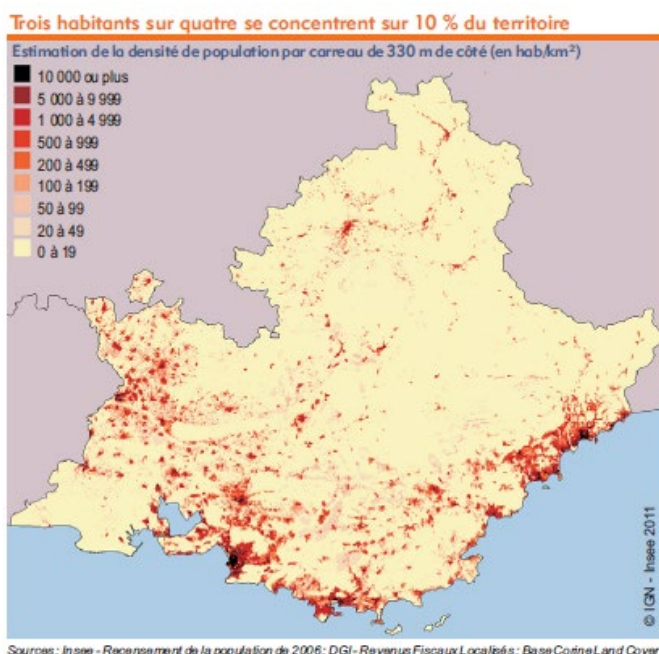 Trois habitants sur quatre se concentrent sur 10 % du territoire
Estimation de la densité de population par carreau de 330 m de côté (en hab/km²)
10 000 ou plus
5 000 à 9 999
1 000 à 4 999
500 à 999
200 à 499
100 à 199
50 à 99
20 à 49
0 à 19
© IGN - Insee 2011
Sources : Insee - Recensement de la population de 2006 ; DGI - Revenus Fiscaux Localisés ; Base Corine Land Cover